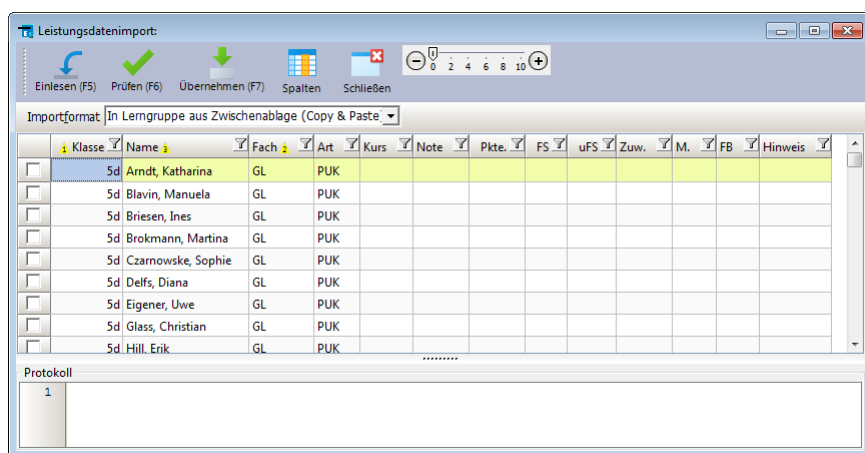 Leistungsdatenimport:
Einlesen (F5) Prüfen (F6) Übernehmen (F7) Spalten Schließen 0 2 4 6 8 10
Importformat In Lerngruppe aus Zwischenablage (Copy & Paste)
1 Klasse Name 3 Fach 2 Art Kurs Note Pkte. FS uFS Zuw. M. FB Hinweis
5d Arndt, Katharina GL PUK
5d Blavin, Manuela GL PUK
5d Briesen, Ines GL PUK
5d Brokmann, Martina GL PUK
5d Czarnowske, Sophie GL PUK
5d Delfs, Diana GL PUK
5d Eigener, Uwe GL PUK
5d Glass, Christian GL PUK
5d Hill, Erik GL PUK
Protokoll
1